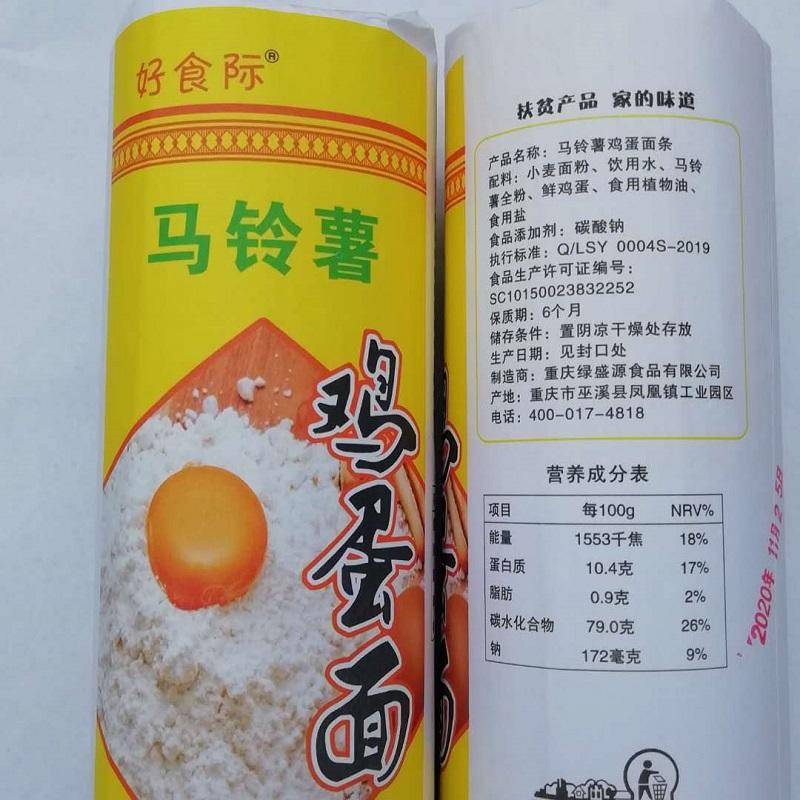 好食际®
马铃薯
鸡蛋面
扶贫产品 家的味道
产品名称：马铃薯鸡蛋面条
配料：小麦面粉、饮用水、马铃
薯全粉、鲜鸡蛋、食用植物油、
食用盐
食品添加剂：碳酸钠
执行标准：Q/LSY 0004S-2019
食品生产许可证编号：
SC10150023832252
保质期：6个月
储存条件：置阴凉干燥处存放
生产日期：见封口处
制造商：重庆绿盛源食品有限公司
产地：重庆市巫溪县凤凰镇工业园区
电话：400-017-4818
营养成分表
项目 每100g NRV%
能量 1553千焦 18%
蛋白质 10.4克 17%
脂肪 0.9克 2%
碳水化合物 79.0克 26%
钠 172毫克 9%
2020年 11月 2 5日